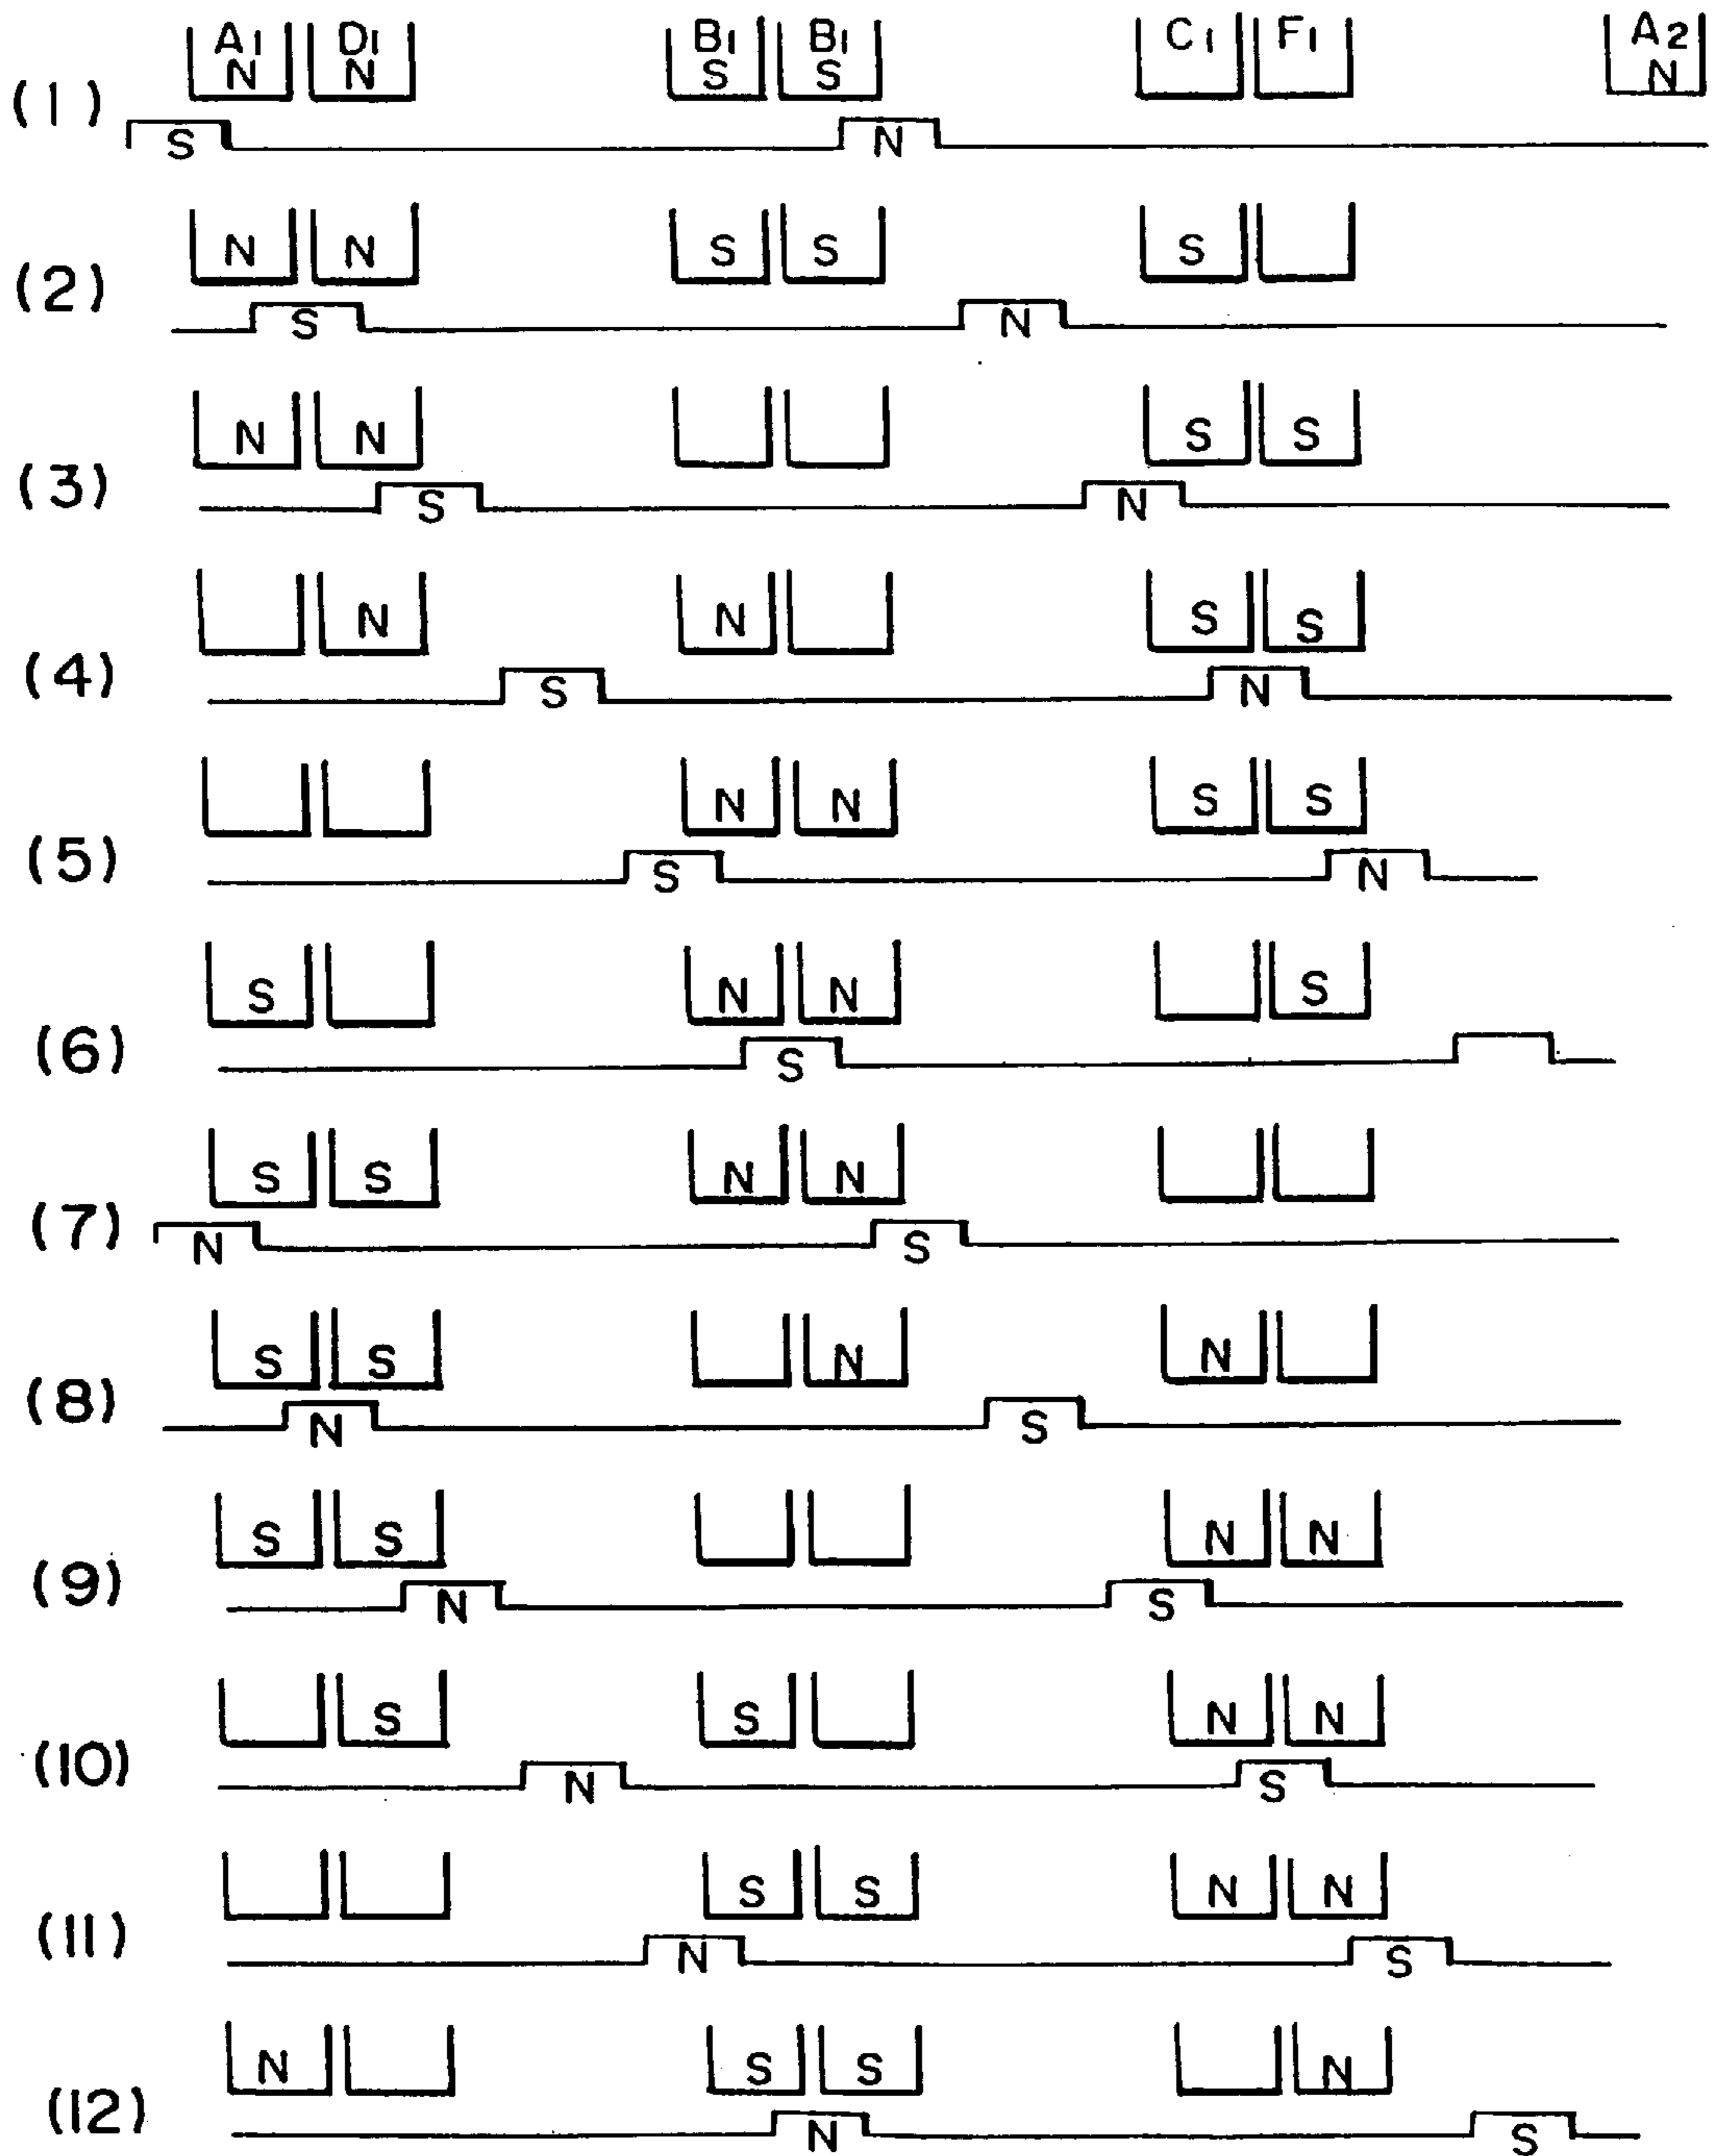 A1 D1 B1 B1 C1 F1 A2
N N S S N
(1)
S N
N N S S S
(2)
S N
N N S S
(3)
S N
N N S S
(4)
S N
N N S S
(5)
S N
S N N S
(6)
S
S S N N
(7)
N S
S S N N
(8)
N S
S S N N
(9)
N S
S S N N
(10)
N S
S S N N
(11)
N S
N S S N
(12)
N S